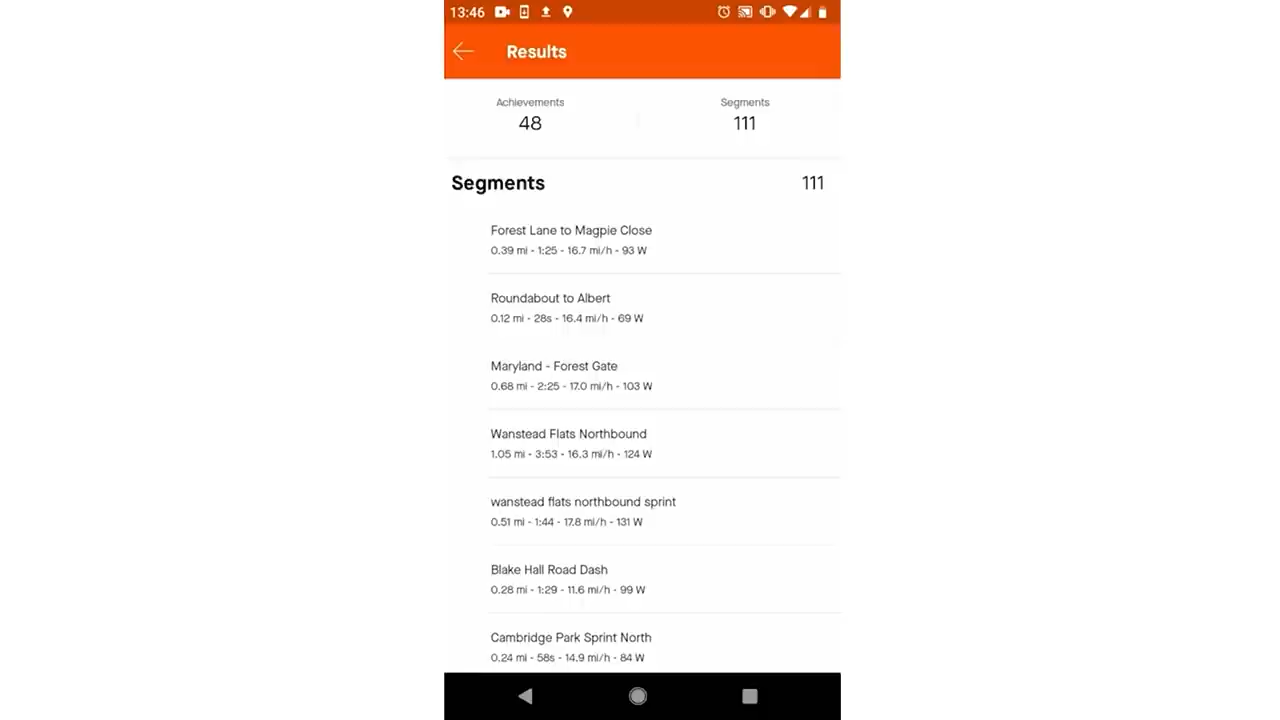 13:46
Results
Achievements Segments
48 111
Segments 111
Forest Lane to Magpie Close
0.39 mi - 1:25 - 16.7 mi/h - 93 W
Roundabout to Albert
0.12 mi - 28s - 16.4 mi/h - 69 W
Maryland - Forest Gate
0.68 mi - 2:25 - 17.0 mi/h - 103 W
Wanstead Flats Northbound
1.05 mi - 3:53 - 16.3 mi/h - 124 W
wanstead flats northbound sprint
0.51 mi - 1:44 - 17.8 mi/h - 131 W
Blake Hall Road Dash
0.28 mi - 1:29 - 11.6 mi/h - 99 W
Cambridge Park Sprint North
0.24 mi - 58s - 14.9 mi/h - 84 W